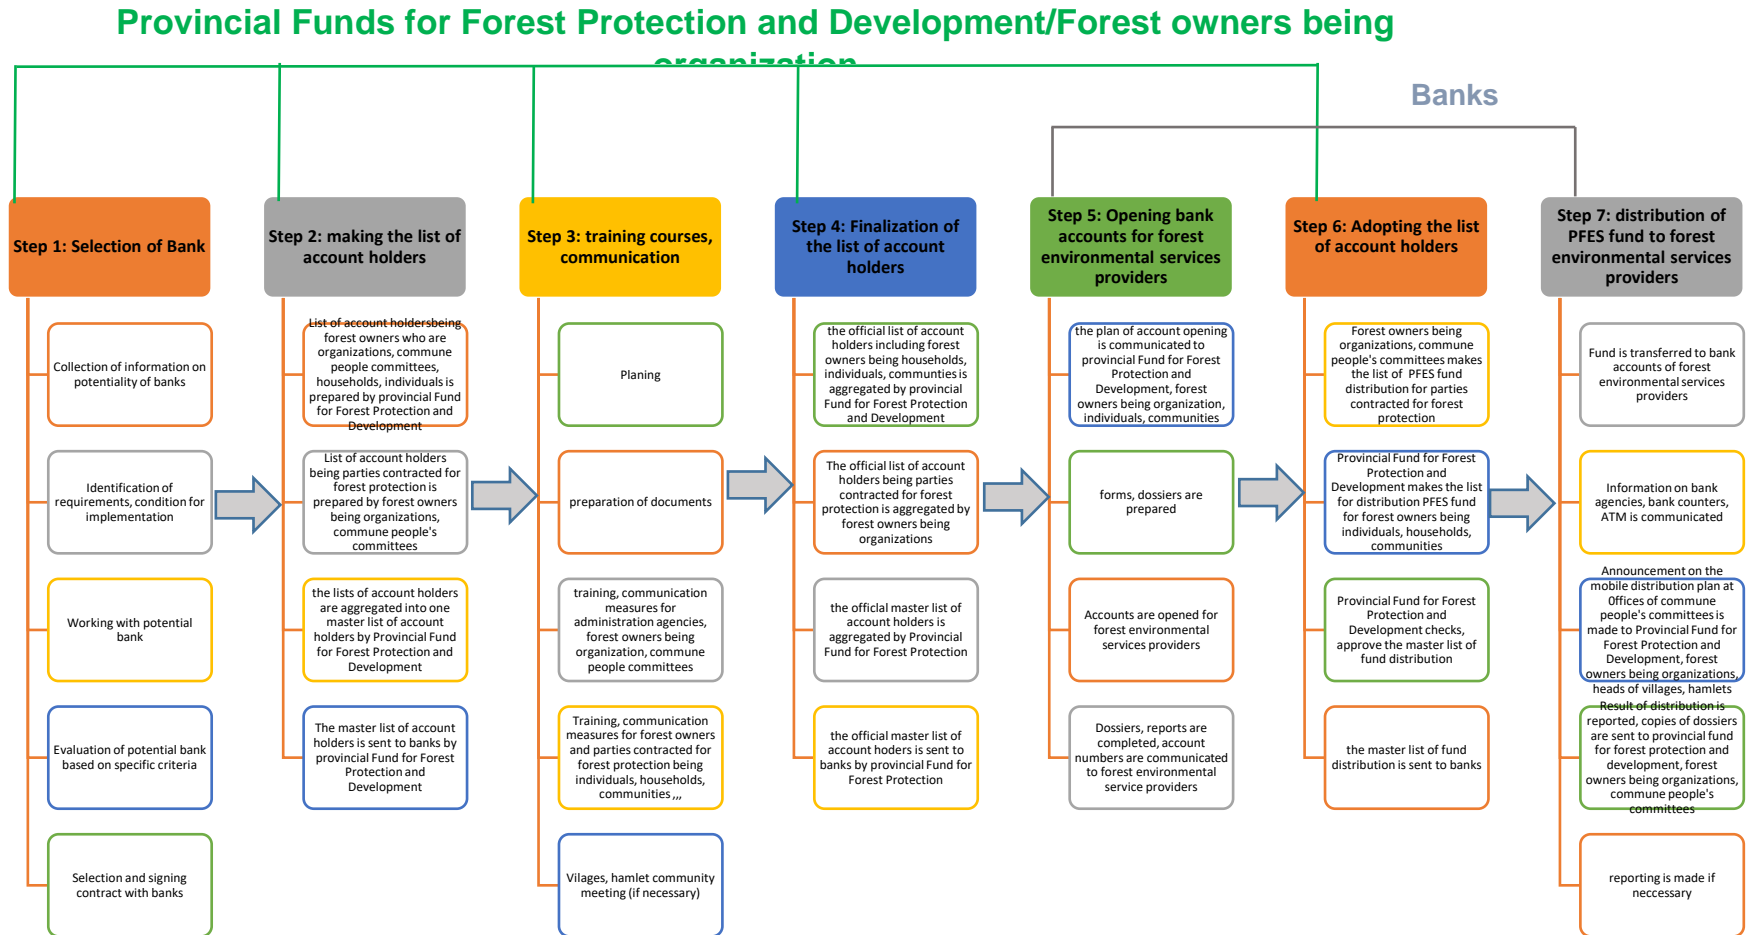 Provincial Funds for Forest Protection and Development/Forest owners being
organization
Banks
Step 1: Selection of Bank
Collection of information on
potentiality of banks
Identification of
requirements, condition for
implementation
Working with potential
bank
Evaluation of potential bank
based on specific criteria
Selection and signing
contract with banks
Step 2: making the list of
account holders
List of account holdersbeing
forest owners who are
organizations, commune
people committees,
households, individuals is
prepared by provincial Fund
for Forest Protection and
Development
List of account holders
being parties contracted for
forest protection is
prepared by forest owners
being organizations,
commune people's
committees
the lists of account holders
are aggregated into one
master list of account
holders by Provincial Fund
for Forest Protection and
Development
The master list of account
holders is sent to banks by
provincial Fund for Forest
Protection and
Development
Step 3: training courses,
communication
Planing
preparation of documents
training, communication
measures for
administration agencies,
forest owners being
organization, commune
people committees
Training, communication
measures for forest owners
and parties contracted for
forest protection being
individuals, households,
communities ,,,
Vilages, hamlet community
meeting (if necessary)
Step 4: Finalization of
the list of account
holders
the official list of account
holders including forest
owners being households,
individuals, communties is
aggregated by provincial
Fund for Forest Protection
and Development
The official list of account
holders being parties
contracted for forest
protection is aggregated by
forest owners being
organizations
the official master list of
account holders is
aggregated by Provincial
Fund for Forest Protection
the official master list of
account hoders is sent to
banks by provincial Fund for
Forest Protection
Step 5: Opening bank
accounts for forest
environmental services
providers
the plan of account opening
is communicated to
provincial Fund for Forest
Protection and
Development, forest
owners being organization,
individuals, communities
forms, dossiers are
prepared
Accounts are opened for
forest environmental
services providers
Dossiers, reports are
completed, account
numbers are communicated
to forest environmental
service providers
Step 6: Adopting the list
of account holders
Forest owners being
organizations, commune
people's committees makes
the list of PFES fund
distribution for parties
contracted for forest
protection
Provincial Fund for Forest
Protection and
Development makes the list
for distribution PFES fund
for forest owners being
individuals, households,
communities
Provincial Fund for Forest
Protection and
Development checks,
approve the master list of
fund distribution
the master list of fund
distribution is sent to banks
Step 7: distribution of
PFES fund to forest
environmental services
providers
Fund is transferred to bank
accounts of forest
environmental services
providers
Information on bank
agencies, bank counters,
ATM is communicated
Announcement on the
mobile distribution plan at
0ffices of commune
people's committees is
made to Provincial Fund for
Forest Protection and
Development, forest
owners being organizations,
heads of villages, hamlets
Result of distribution is
reported, copies of dossiers
are sent to provincial fund
for forest protection and
development, forest
owners being organizations,
commune people's
committees
reporting is made if
neccessary